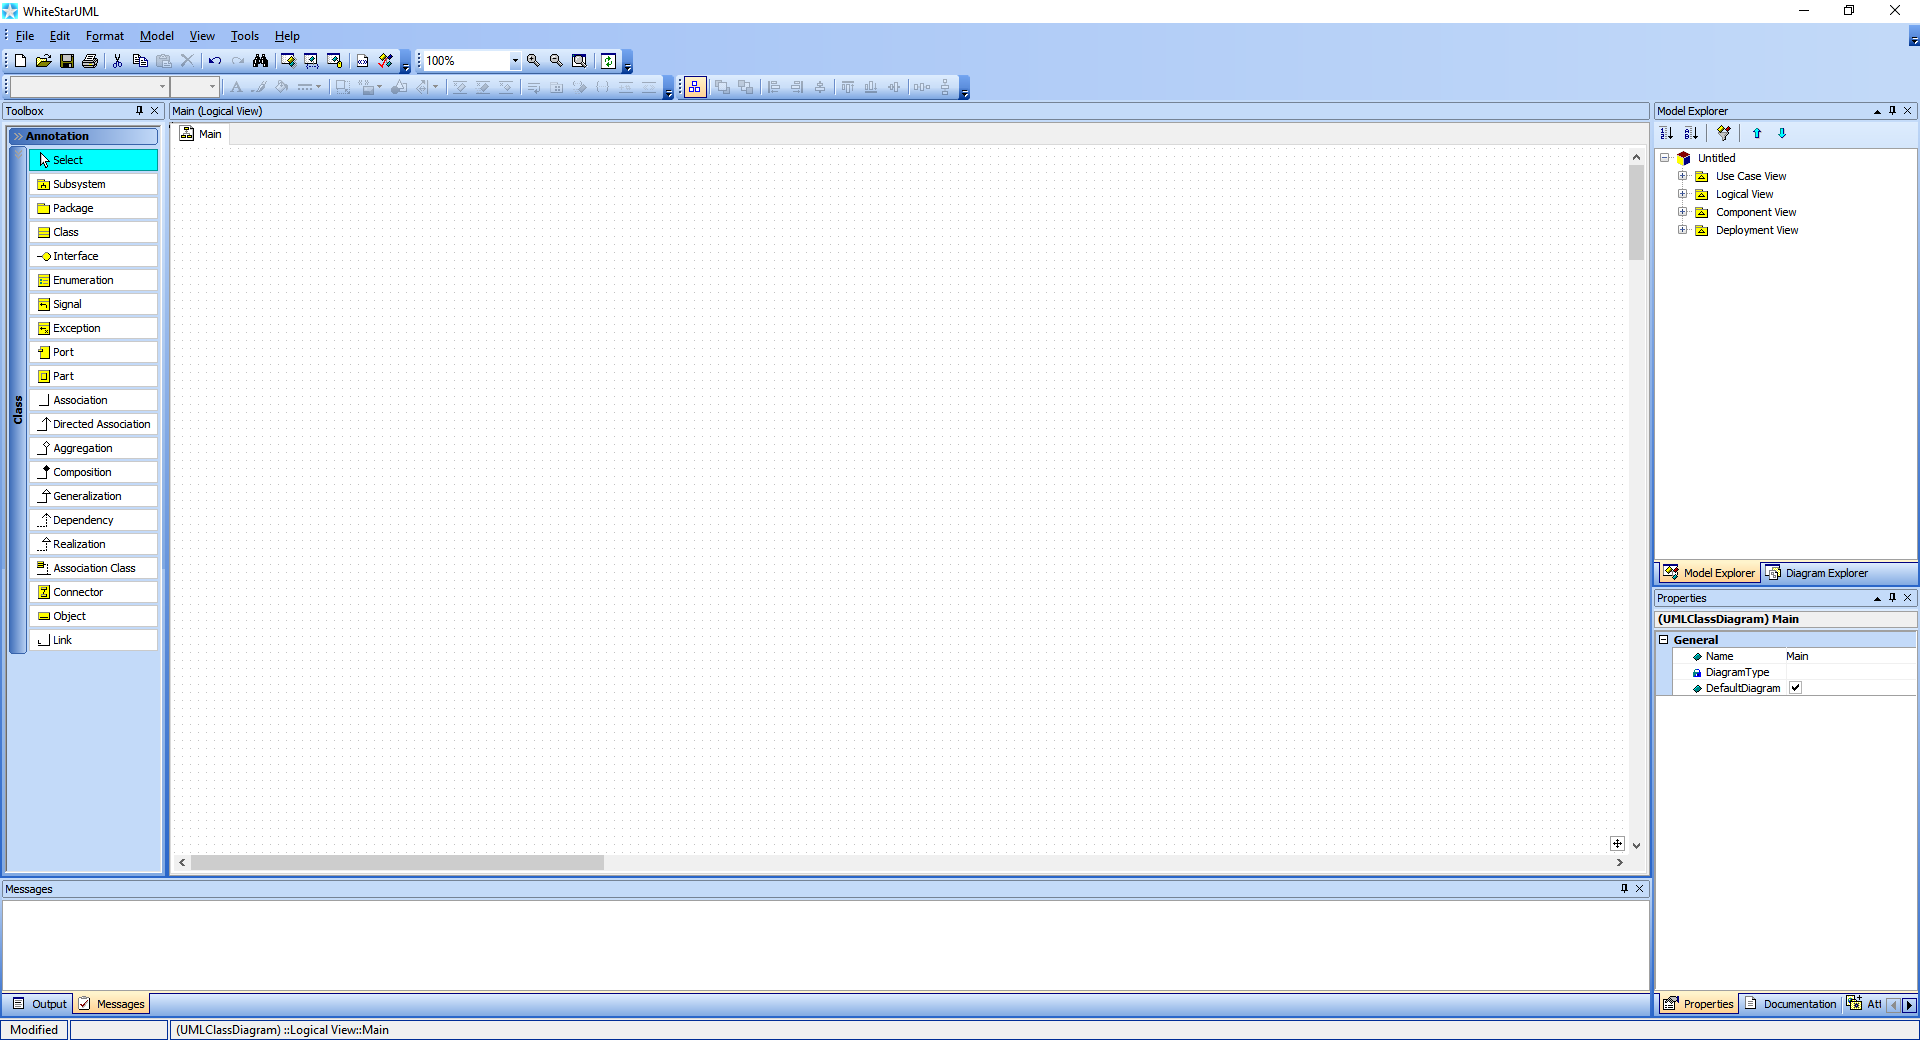 WhiteStarUML
File Edit Format Model View Tools Help
100%
Toolbox
Annotation
Class
Select
Subsystem
Package
Class
Interface
Enumeration
Signal
Exception
Port
Part
Association
Directed Association
Aggregation
Composition
Generalization
Dependency
Realization
Association Class
Connector
Object
Link
Main (Logical View)
Main
Model Explorer
Untitled
Use Case View
Logical View
Component View
Deployment View
Model Explorer Diagram Explorer
Properties
(UMLClassDiagram) Main
General
Name Main
DiagramType
DefaultDiagram
Messages
Output Messages
Properties Documentation Att
Modified
(UMLClassDiagram) ::Logical View::Main